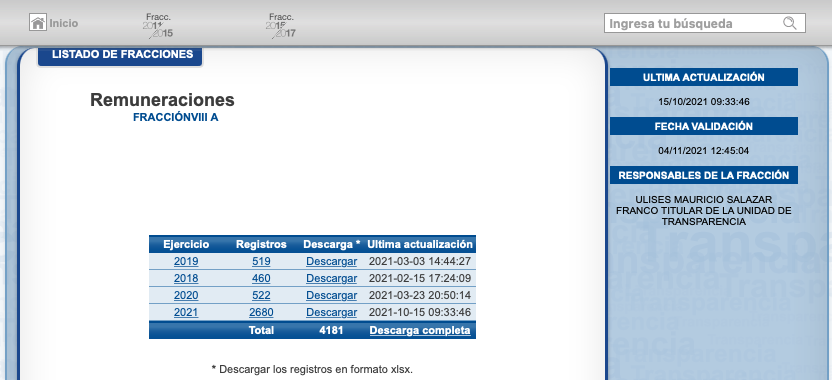 Inicio
Fracc.
2015
Fracc.
2017
Ingresa tu búsqueda
LISTADO DE FRACCIONES
Remuneraciones
FRACCIÓNVIII A
Ejercicio Registros Descarga * Ultima actualización
2019 519 Descargar 2021-03-03 14:44:27
2018 460 Descargar 2021-02-15 17:24:09
2020 522 Descargar 2021-03-23 20:50:14
2021 2680 Descargar 2021-10-15 09:33:46
Total 4181 Descarga completa
* Descargar los registros en formato xlsx.
ULTIMA ACTUALIZACIÓN
15/10/2021 09:33:46
FECHA VALIDACIÓN
04/11/2021 12:45:04
RESPONSABLES DE LA FRACCIÓN
ULISES MAURICIO SALAZAR
FRANCO TITULAR DE LA UNIDAD DE
TRANSPARENCIA